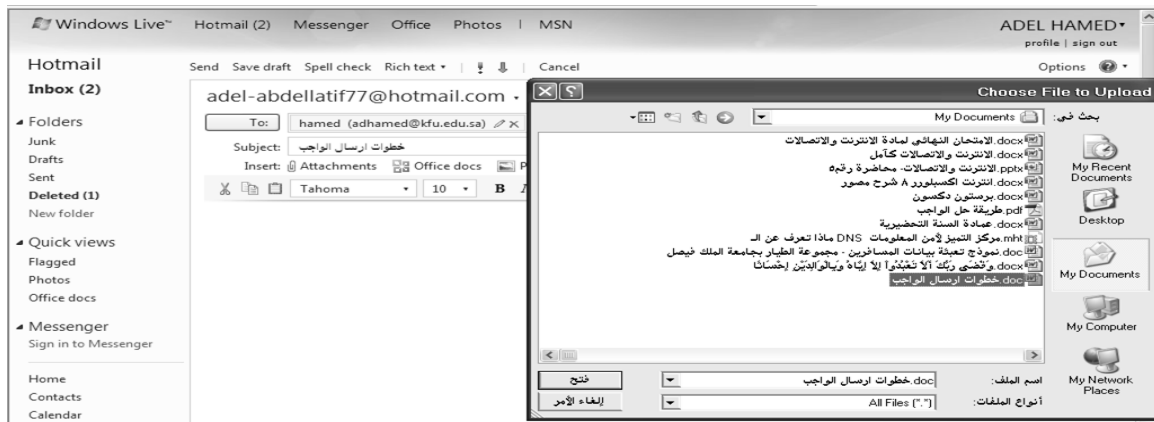 Windows Live™ Hotmail (2) Messenger Office Photos | MSN
ADEL HAMED
profile | sign out
Hotmail
Inbox (2)
Folders
Junk
Drafts
Sent
Deleted (1)
New folder
Quick views
Flagged
Photos
Office docs
Messenger
Sign in to Messenger
Home
Contacts
Calendar
Send Save draft Spell check Rich text | | Cancel
Options
adel-abdellatif77@hotmail.com
To: hamed (adhamed@kfu.edu.sa)
Subject: خطوات ارسال الواجب
Insert: Attachments Office docs P
Tahoma 10 B I
Choose File to Upload
بحث في: My Documents
الامتحان النهائي لمادة الانترنت والاتصالات.docx
الانترنت والاتصالات كآمل.docx
الانترنت والاتصالات- محاضرة رقم٥.pptx
انترنت اكسبلورر ٨ شرح مصور.docx
برستون دكسون.docx
طريقة حل الواجب.pdf
عمادة السنة التحضيرية.docx
مركز التميز لأمن المعلومات DNS ماذا تعرف عن الـ.mht
نموذج تعبئة بيانات المسافرين - مجموعة الطيار بجامعة الملك فيصل.doc
وَقَضَى رَبُّكَ أَلاَّ تَعْبُدُواْ إِلاَّ إِيَّاهُ وَبِالْوَالِدَيْنِ إِحْسَانًا.docx
خطوات ارسال الواجب.doc
My Recent Documents
Desktop
My Documents
My Computer
My Network Places
اسم الملف: خطوات ارسال الواجب.doc فتح
أنواع الملفات: All Files (*.*) إلغاء الأمر